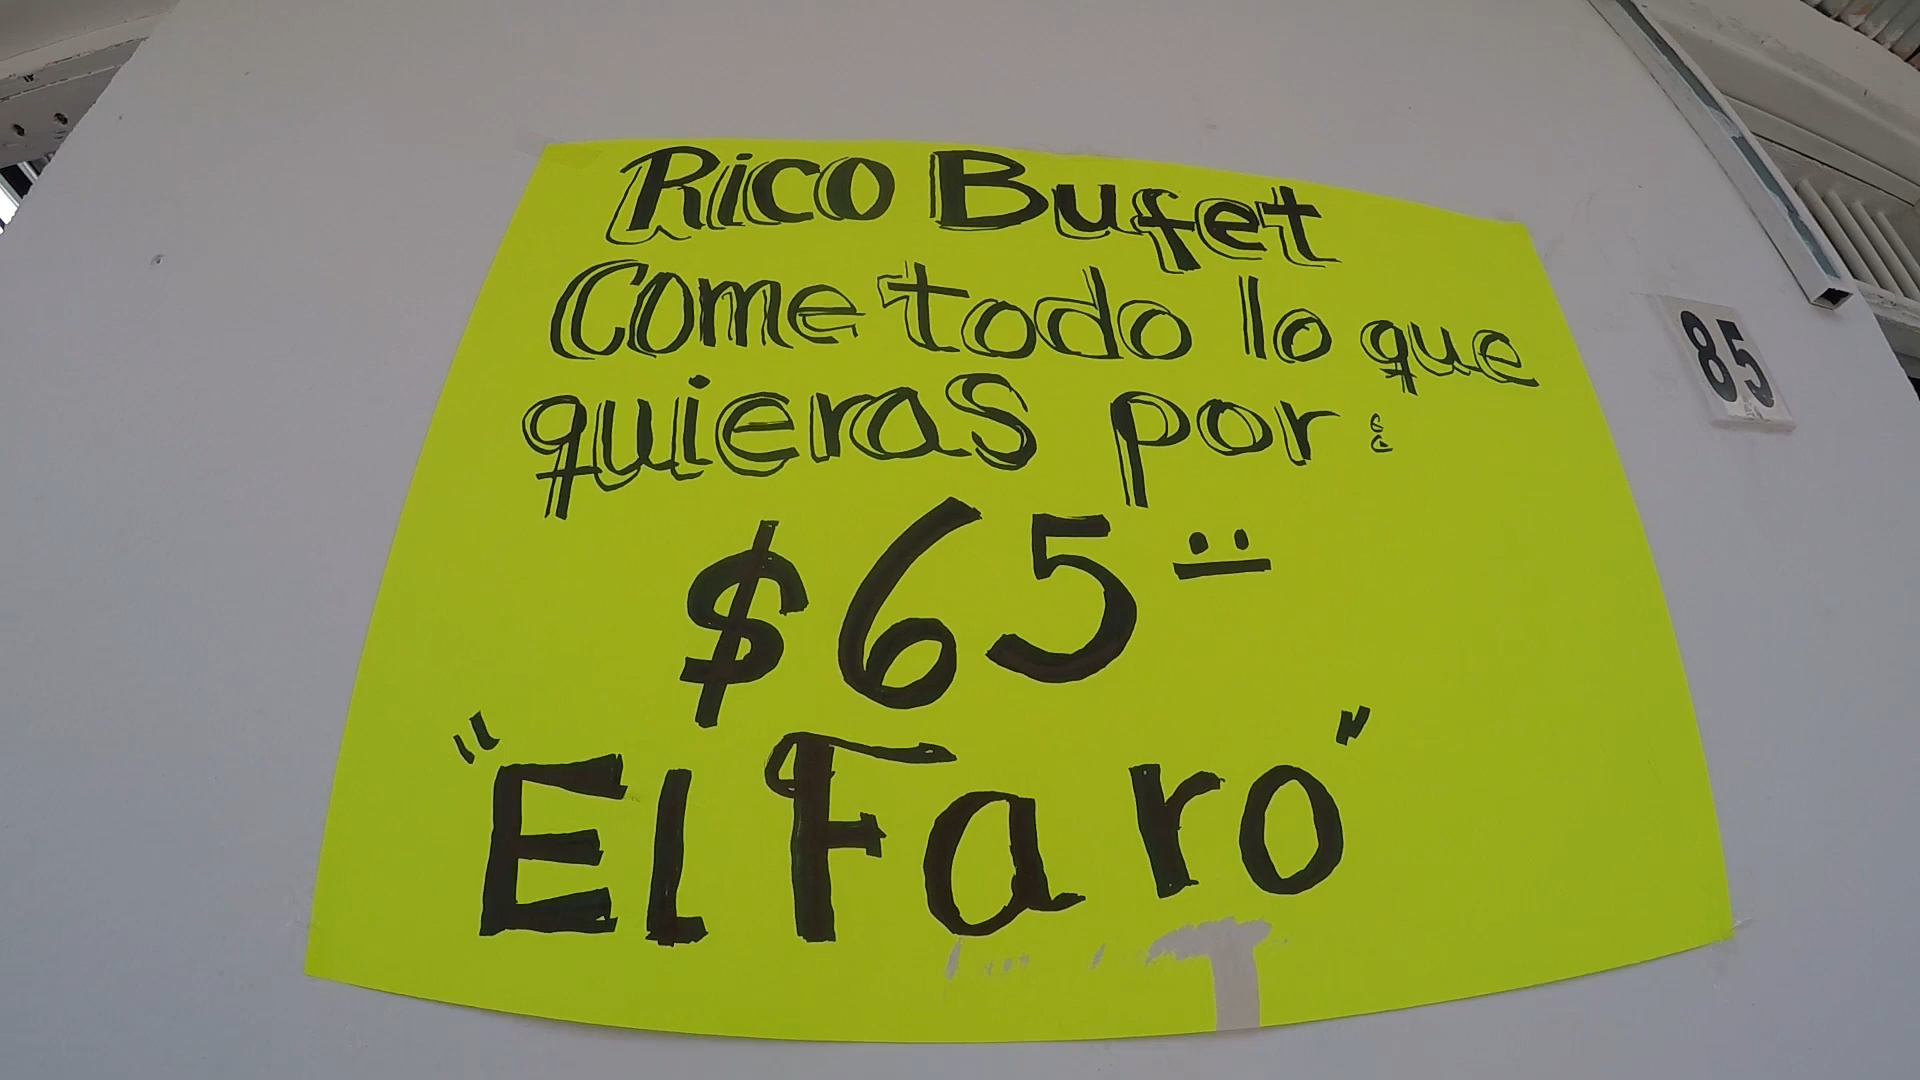 Rico Bufet
Come todo lo que
quieras por:
$65
"El Faro"
85